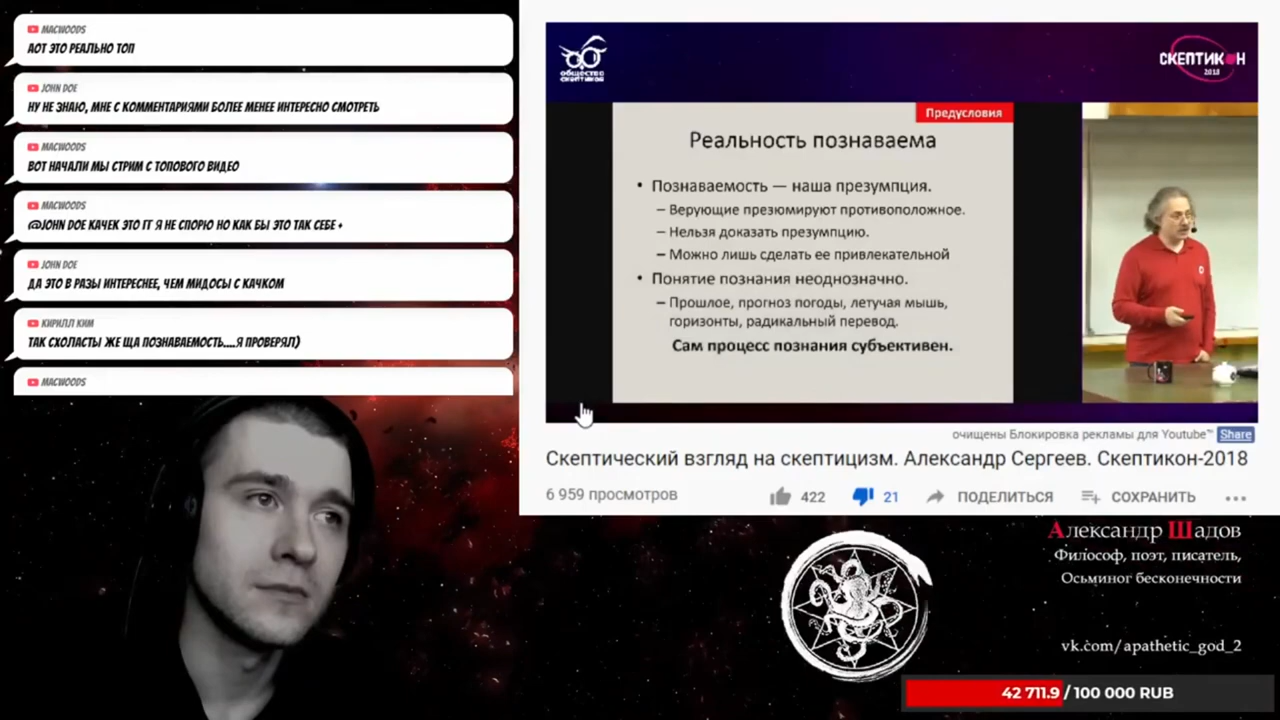 MACWOODS
АОТ ЭТО РЕАЛЬНО ТОП
JOHN DOE
НУ НЕ ЗНАЮ, МНЕ С КОММЕНТАРИЯМИ БОЛЕЕ МЕНЕЕ ИНТЕРЕСНО СМОТРЕТЬ
MACWOODS
ВОТ НАЧАЛИ МЫ СТРИМ С ТОПОВОГО ВИДЕО
MACWOODS
@JOHN DOE КАЧЕК ЭТО ГГ Я НЕ СПОРЮ НО КАК БЫ ЭТО ТАК СЕБЕ +
JOHN DOE
ДА ЭТО В РАЗЫ ИНТЕРЕСНЕЕ, ЧЕМ МИДОСЫ С КАЧКОМ
КИРИЛЛ КИМ
ТАК СХОЛАСТЫ ЖЕ ЩА ПОЗНАВАЕМОСТЬ....Я ПРОВЕРЯЛ)
MACWOODS
общество
скептиков
СКЕПТИКОН
2018
Предусловия
Реальность познаваема
• Познаваемость — наша презумпция.
– Верующие презюмируют противоположное.
– Нельзя доказать презумпцию.
– Можно лишь сделать ее привлекательной
• Понятие познания неоднозначно.
– Прошлое, прогноз погоды, летучая мышь,
горизонты, радикальный перевод.
Сам процесс познания субъективен.
очищены Блокировка рекламы для Youtube™ Share
Скептический взгляд на скептицизм. Александр Сергеев. Скептикон-2018
6 959 просмотров
422
21
ПОДЕЛИТЬСЯ
СОХРАНИТЬ
Александр Шадов
Философ, поэт, писатель,
Осьминог бесконечности
vk.com/apathetic_god_2
42 711.9 / 100 000 RUB